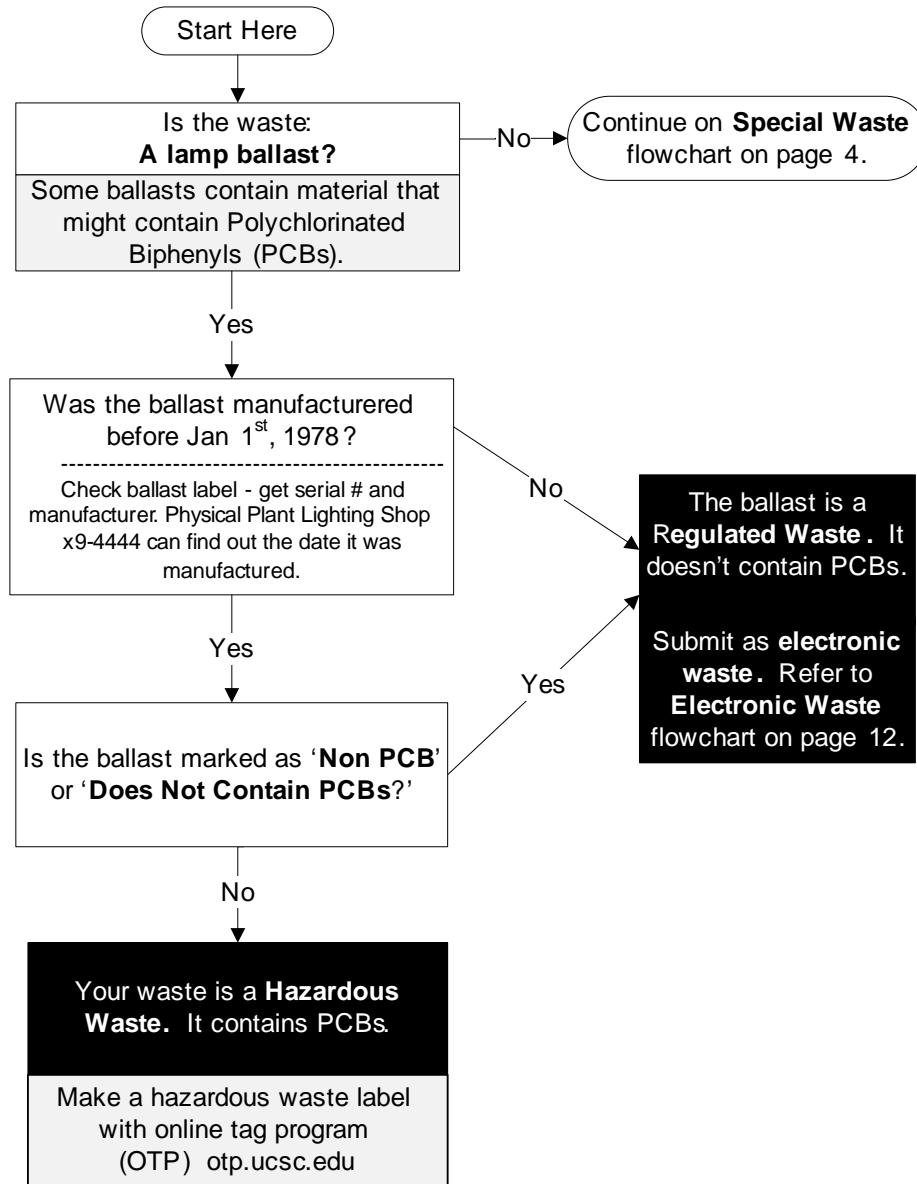 Start Here
Is the waste:
A lamp ballast?
Some ballasts contain material that
might contain Polychlorinated
Biphenyls (PCBs).
No
Continue on Special Waste
flowchart on page 4.
Yes
Was the ballast manufacturered
before Jan 1st, 1978?
Check ballast label - get serial # and
manufacturer. Physical Plant Lighting Shop
x9-4444 can find out the date it was
manufactured.
No
The ballast is a
Regulated Waste. It
doesn't contain PCBs.
Submit as electronic
waste. Refer to
Electronic Waste
flowchart on page 12.
Yes
Yes
Is the ballast marked as ‘Non PCB’
or ‘Does Not Contain PCBs?’
No
Your waste is a Hazardous
Waste. It contains PCBs.
Make a hazardous waste label
with online tag program
(OTP) otp.ucsc.edu